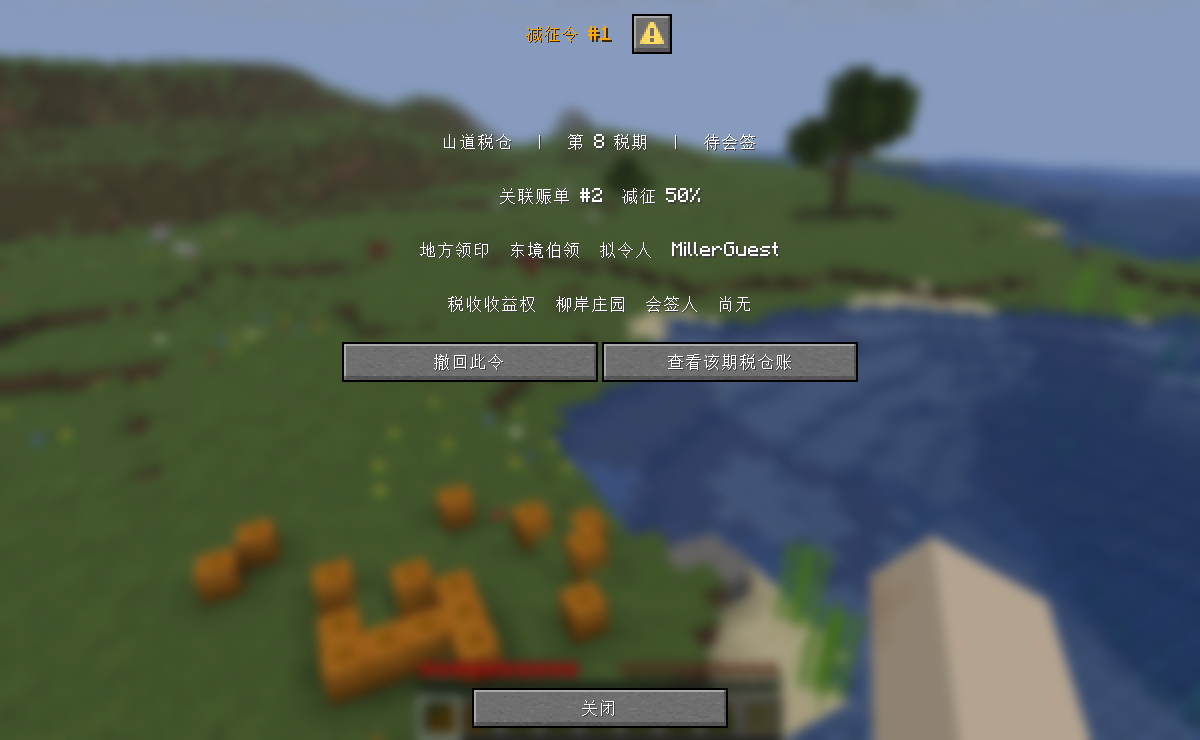 减征令 #1
山道税仓 | 第 8 税期 | 待会签
关联账单 #2 减征 50%
地方领印 东境伯领 拟令人 MillerGuest
税收收益权 柳岸庄园 会签人 尚无
撤回此令 查看该期税仓账
关闭